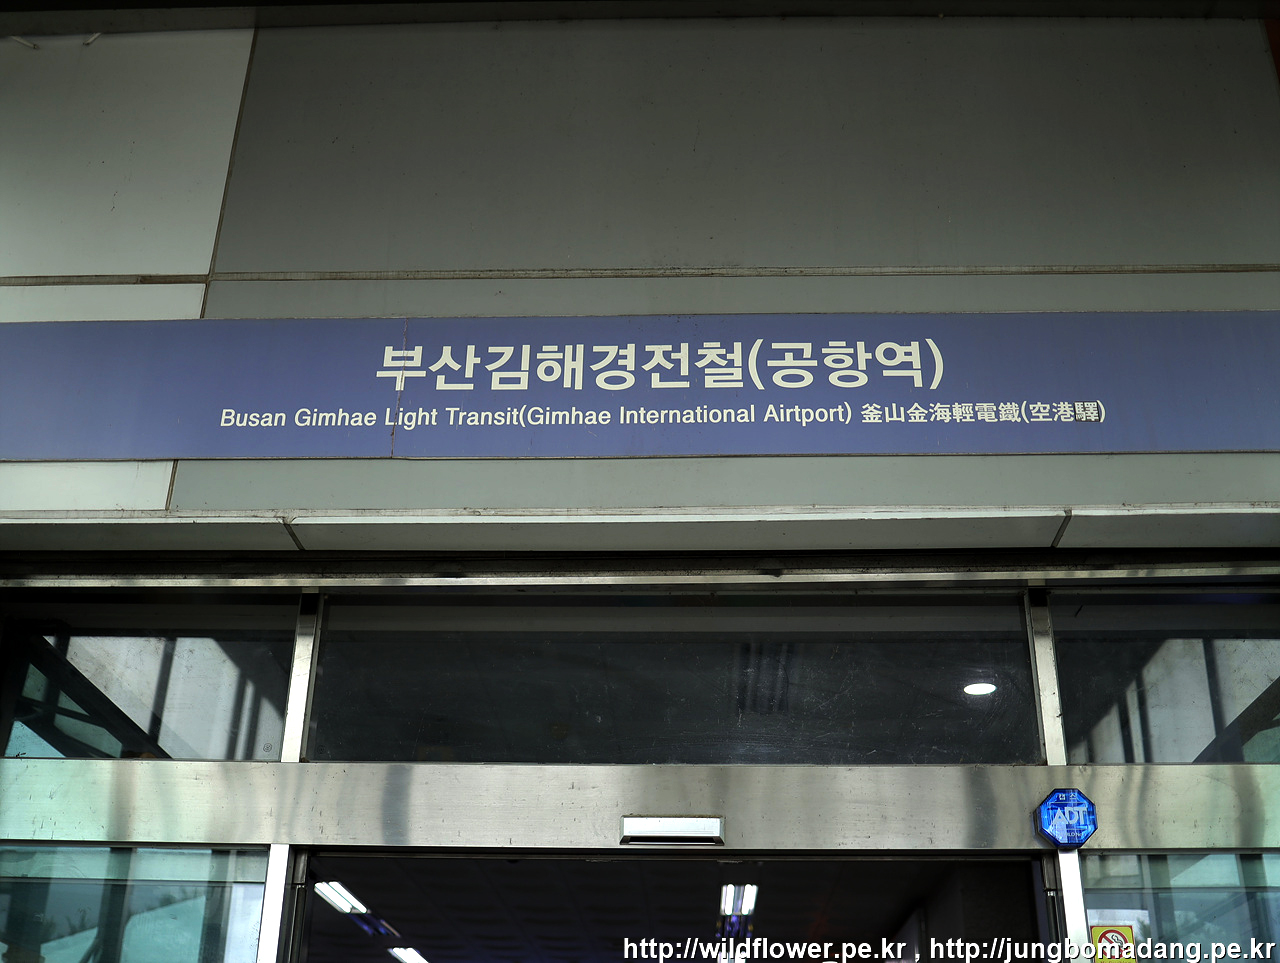 부산김해경전철(공항역)
Busan Gimhae Light Transit(Gimhae International Airtport) 釜山金海輕電鐵(空港驛)
ADT
http://wildflower.pe.kr , http://jungbomadang.pe.kr